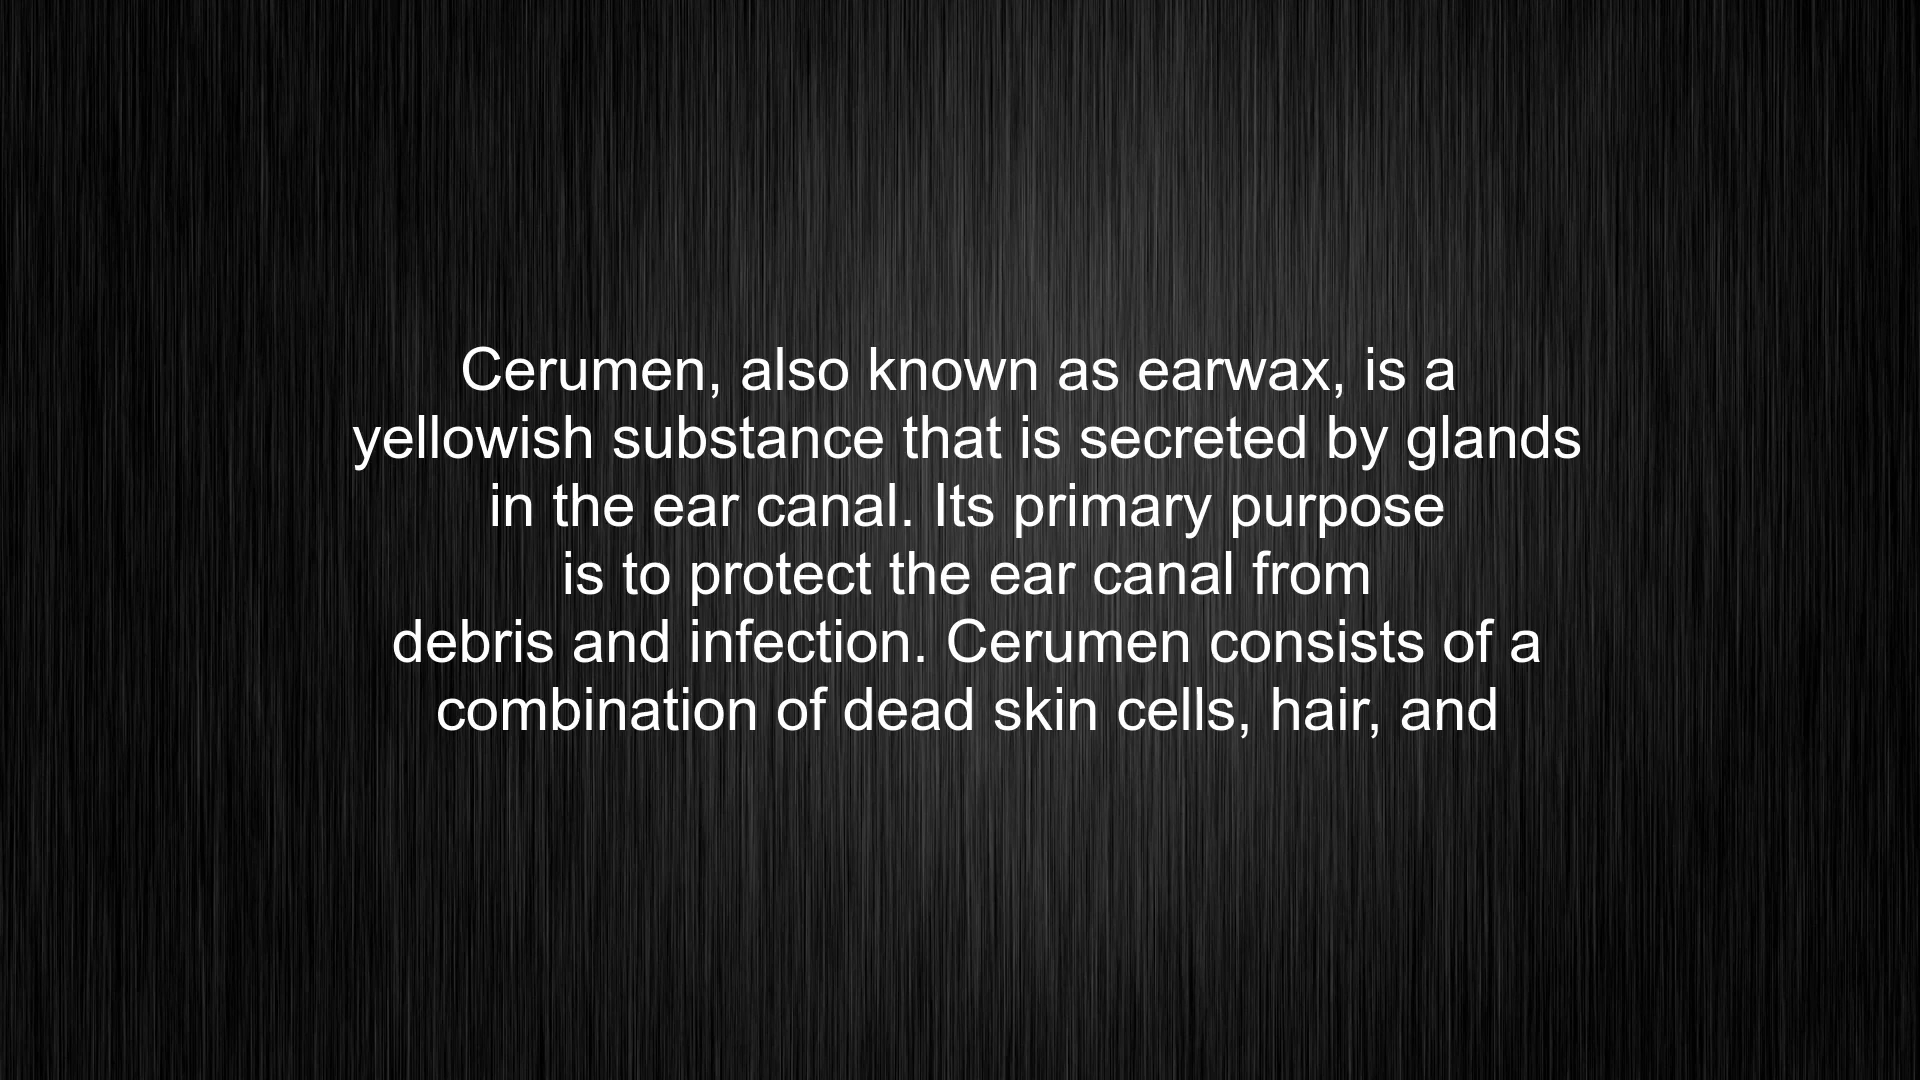 Cerumen, also known as earwax, is a
yellowish substance that is secreted by glands
in the ear canal. Its primary purpose
is to protect the ear canal from
debris and infection. Cerumen consists of a
combination of dead skin cells, hair, and